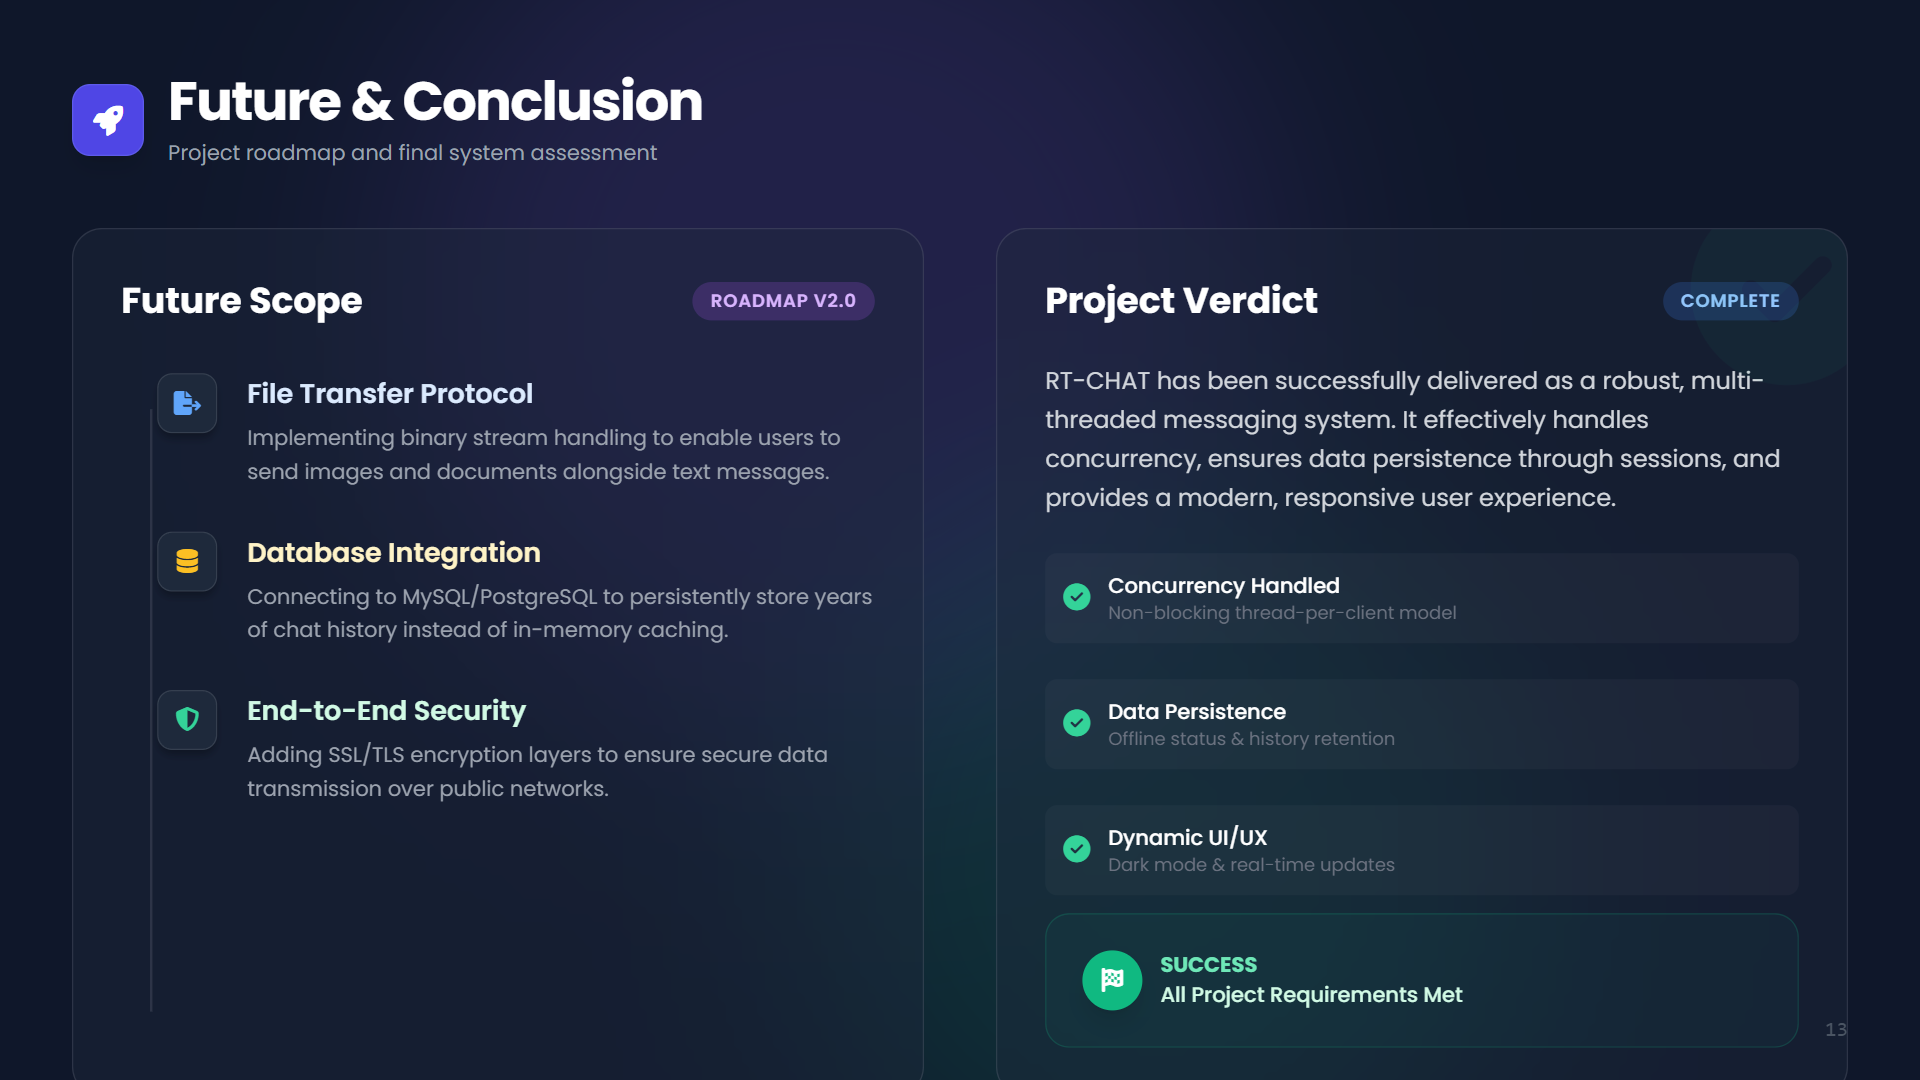 Future & Conclusion
Project roadmap and final system assessment
Future Scope
ROADMAP V2.0
File Transfer Protocol
Implementing binary stream handling to enable users to
send images and documents alongside text messages.
Database Integration
Connecting to MySQL/PostgreSQL to persistently store years
of chat history instead of in-memory caching.
End-to-End Security
Adding SSL/TLS encryption layers to ensure secure data
transmission over public networks.
Project Verdict
COMPLETE
RT-CHAT has been successfully delivered as a robust, multi-
threaded messaging system. It effectively handles
concurrency, ensures data persistence through sessions, and
provides a modern, responsive user experience.
Concurrency Handled
Non-blocking thread-per-client model
Data Persistence
Offline status & history retention
Dynamic UI/UX
Dark mode & real-time updates
SUCCESS
All Project Requirements Met
13